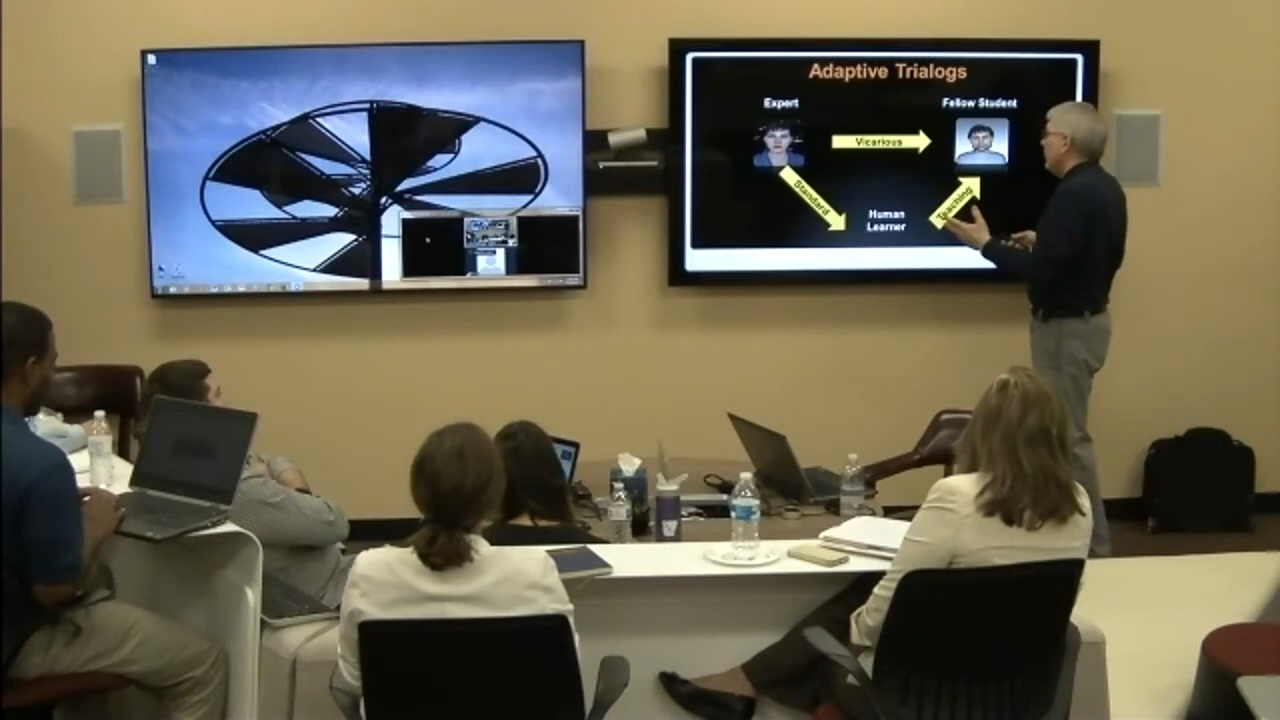 Adaptive Trialogs
Expert
Fellow Student
Vicarious
Standard
Teaching
Human
Learner